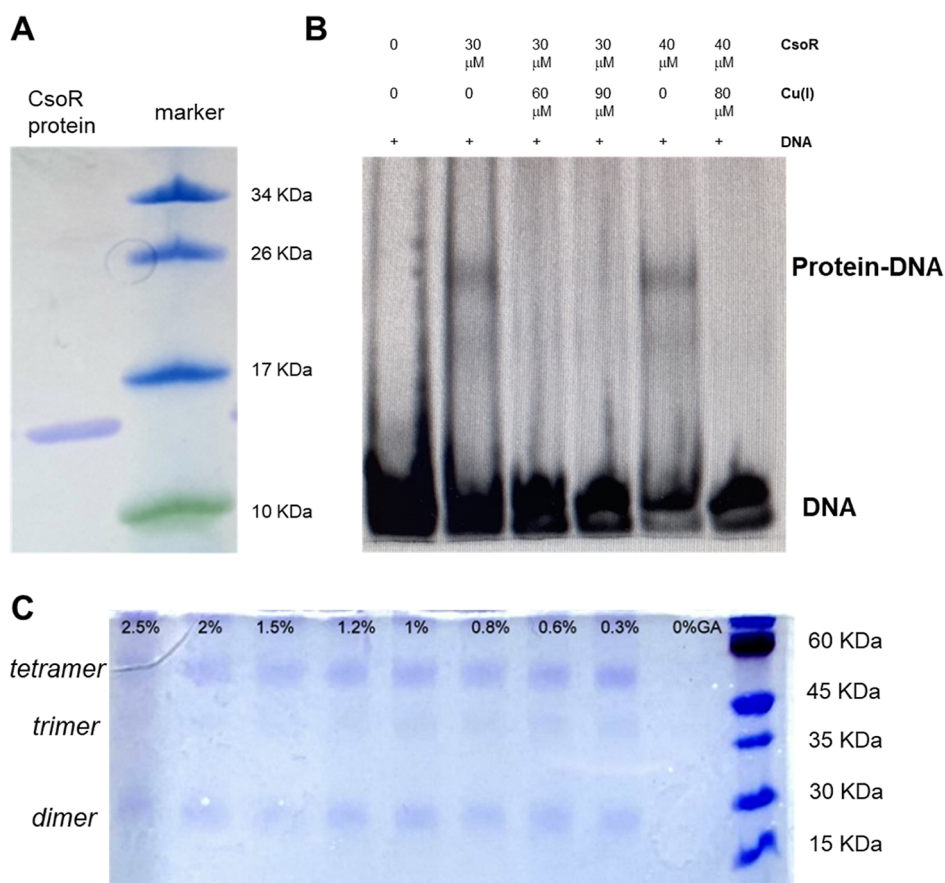 A
CsoR
protein
marker
34 KDa
26 KDa
17 KDa
10 KDa
B
0 30 μM 30 μM 30 μM 40 μM 40 μM CsoR
0 0 60 μM 90 μM 0 80 μM Cu(I)
+ + + + + + DNA
Protein-DNA
DNA
C
2.5% 2% 1.5% 1.2% 1% 0.8% 0.6% 0.3% 0%GA
tetramer
trimer
dimer
60 KDa
45 KDa
35 KDa
30 KDa
15 KDa